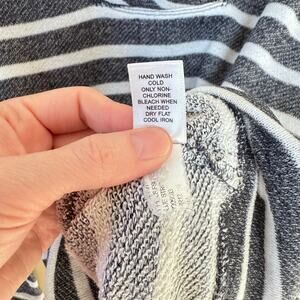 HAND WASH
COLD
ONLY NON-
CHLORINE
BLEACH WHEN
NEEDED
DRY FLAT
COOL IRON